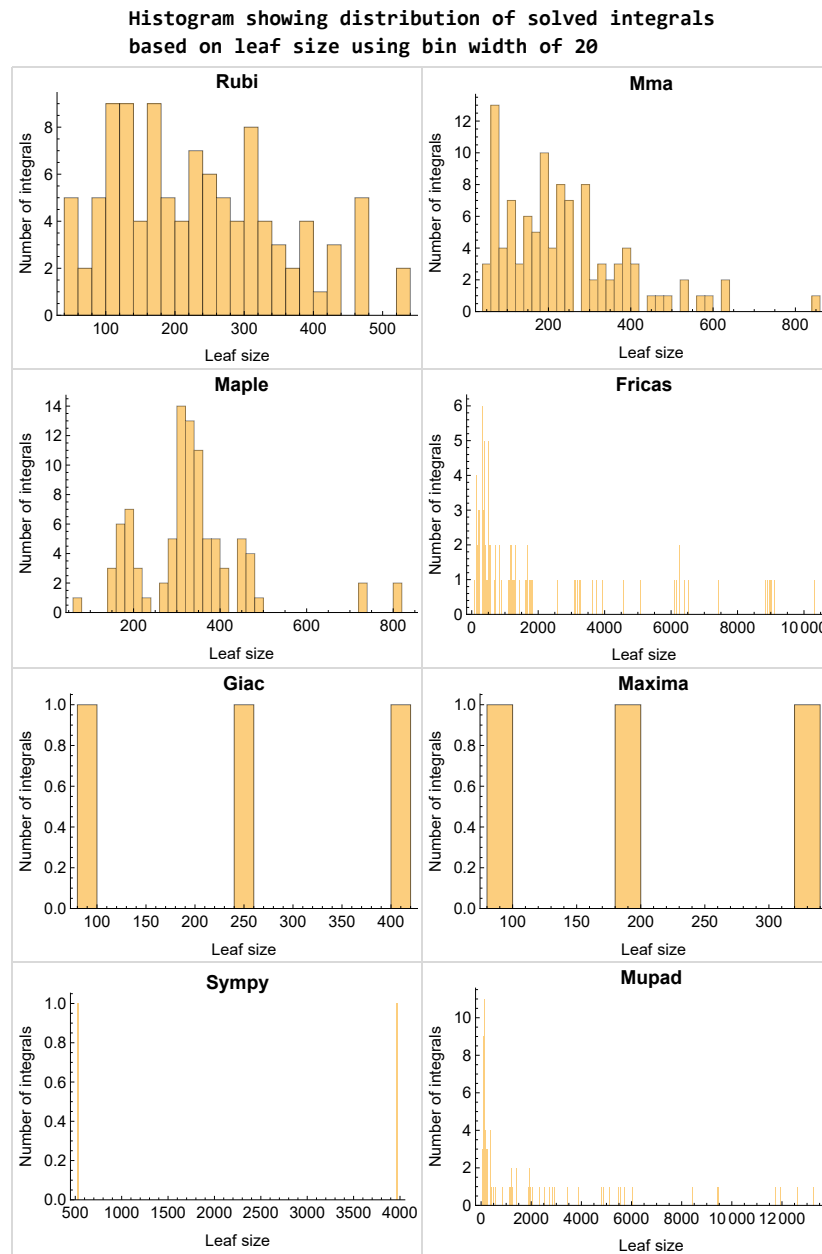 Histogram showing distribution of solved integrals
based on leaf size using bin width of 20
Rubi
Number of integrals
0 2 4 6 8
100 200 300 400 500
Leaf size
Mma
Number of integrals
0 2 4 6 8 10 12
200 400 600 800
Leaf size
Maple
Number of integrals
0 2 4 6 8 10 12 14
200 400 600 800
Leaf size
Fricas
Number of integrals
0 1 2 3 4 5 6
0 2000 4000 6000 8000 10 000
Leaf size
Giac
Number of integrals
0.0 0.2 0.4 0.6 0.8 1.0
100 150 200 250 300 350 400
Leaf size
Maxima
Number of integrals
0.0 0.2 0.4 0.6 0.8 1.0
100 150 200 250 300
Leaf size
Sympy
Number of integrals
0.0 0.2 0.4 0.6 0.8 1.0
500 1000 1500 2000 2500 3000 3500 4000
Leaf size
Mupad
Number of integrals
0 2 4 6 8 10
0 2000 4000 6000 8000 10 000 12 000
Leaf size